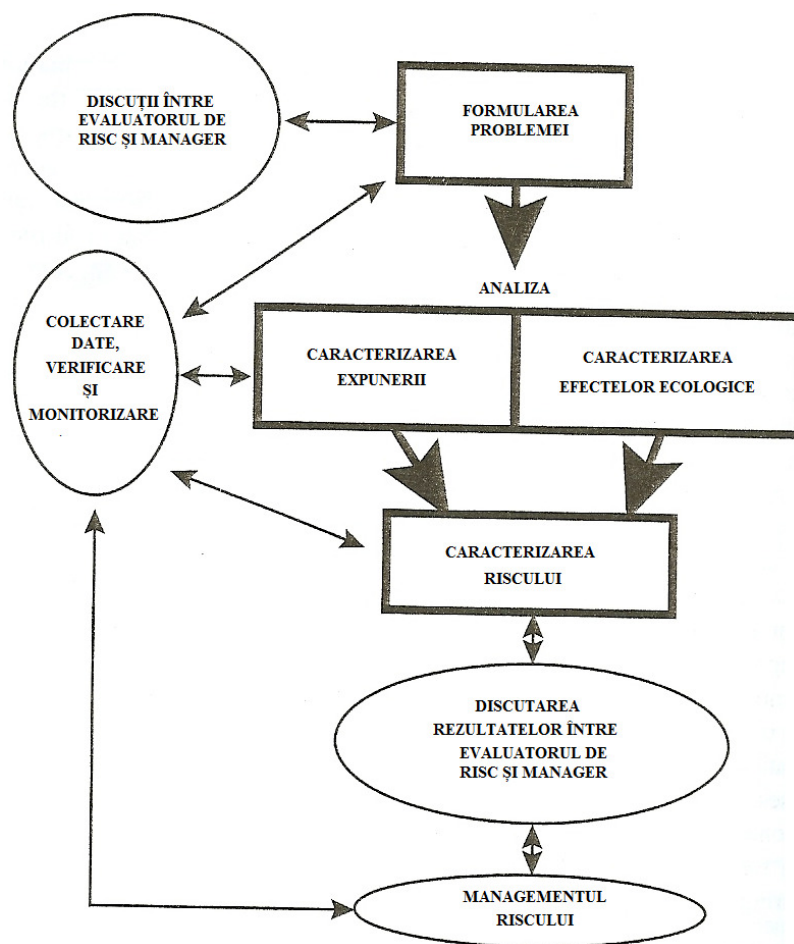 DISCUȚII ÎNTRE
EVALUATORUL DE
RISC ȘI MANAGER
FORMULAREA
PROBLEMEI
ANALIZA
COLECTARE
DATE,
VERIFICARE
ȘI
MONITORIZARE
CARACTERIZAREA
EXPUNERII
CARACTERIZAREA
EFECTELOR ECOLOGICE
CARACTERIZAREA
RISCULUI
DISCUTAREA
REZULTATELOR ÎNTRE
EVALUATORUL DE
RISC ȘI MANAGER
MANAGEMENTUL
RISCULUI